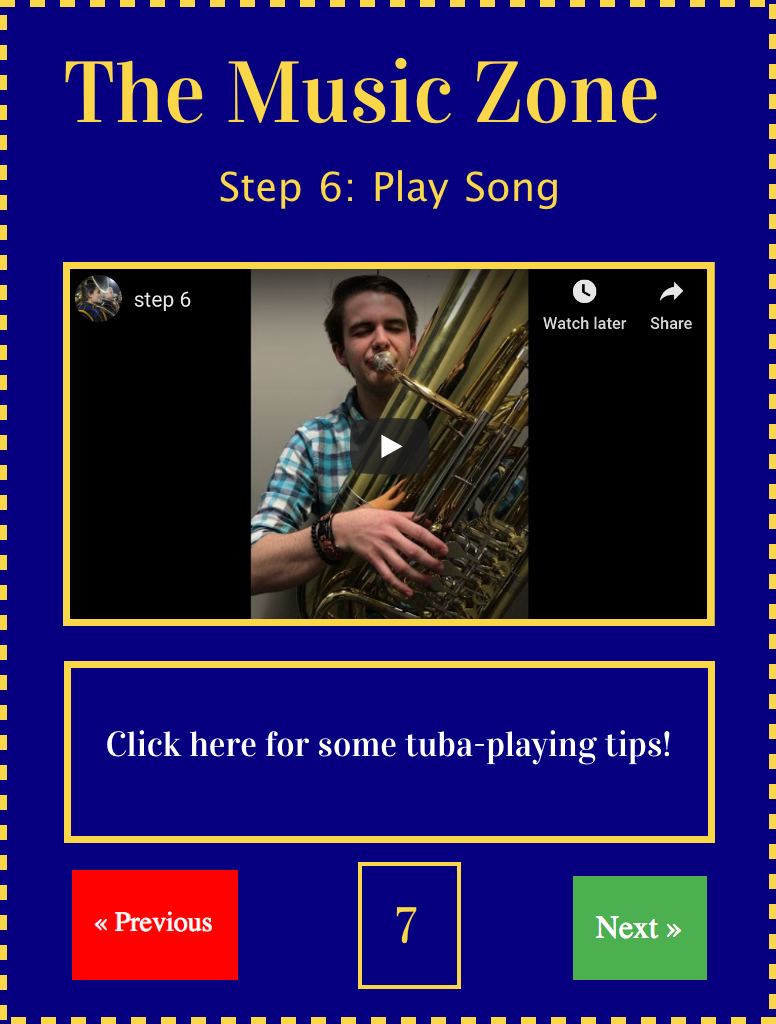 The Music Zone
Step 6: Play Song
step 6
Watch later
Share
Click here for some tuba-playing tips!
« Previous
7
Next »